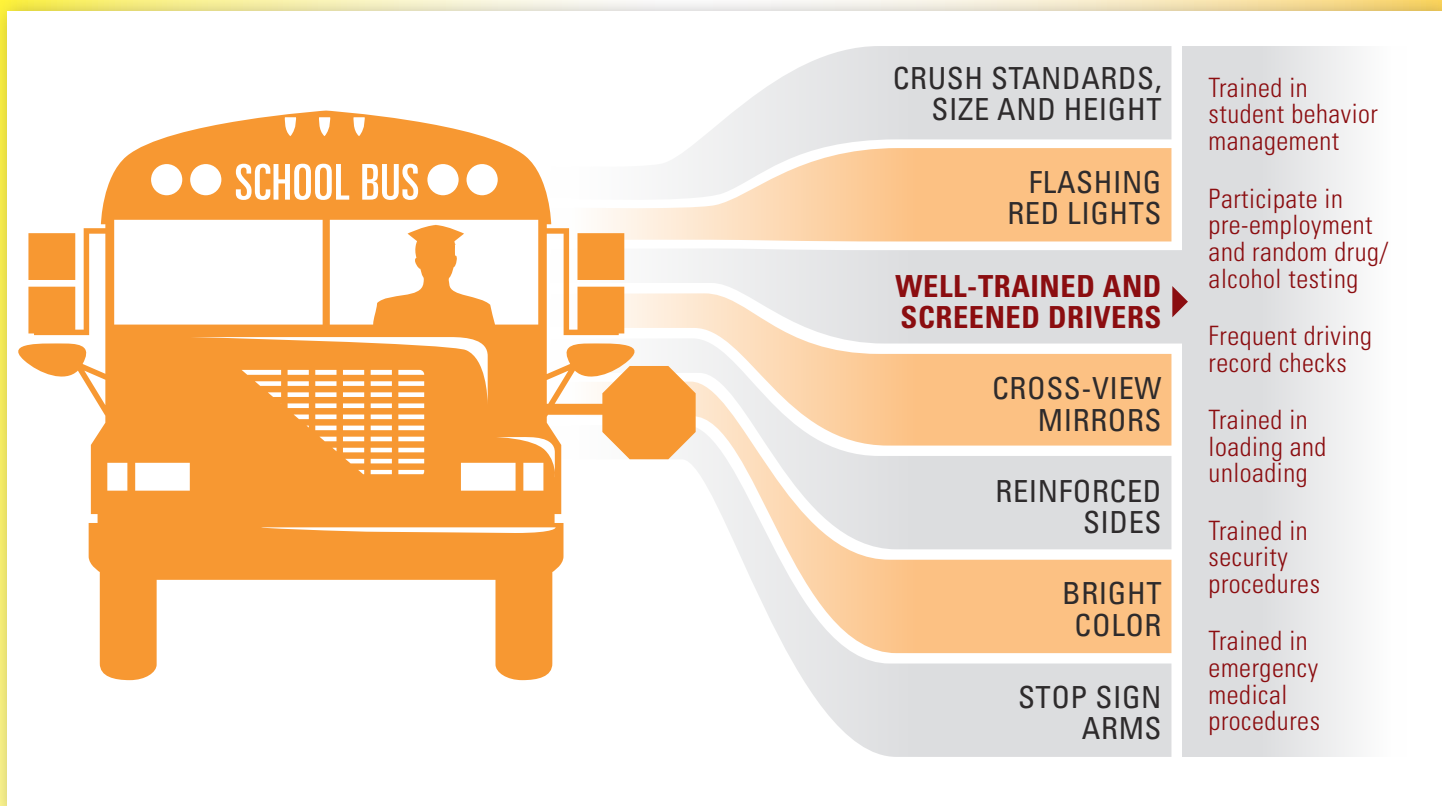 SCHOOL BUS
CRUSH STANDARDS,
SIZE AND HEIGHT
FLASHING
RED LIGHTS
WELL-TRAINED AND
SCREENED DRIVERS
CROSS-VIEW
MIRRORS
REINFORCED
SIDES
BRIGHT
COLOR
STOP SIGN
ARMS
Trained in
student behavior
management
Participate in
pre-employment
and random drug/
alcohol testing
Frequent driving
record checks
Trained in
loading and
unloading
Trained in
security
procedures
Trained in
emergency
medical
procedures